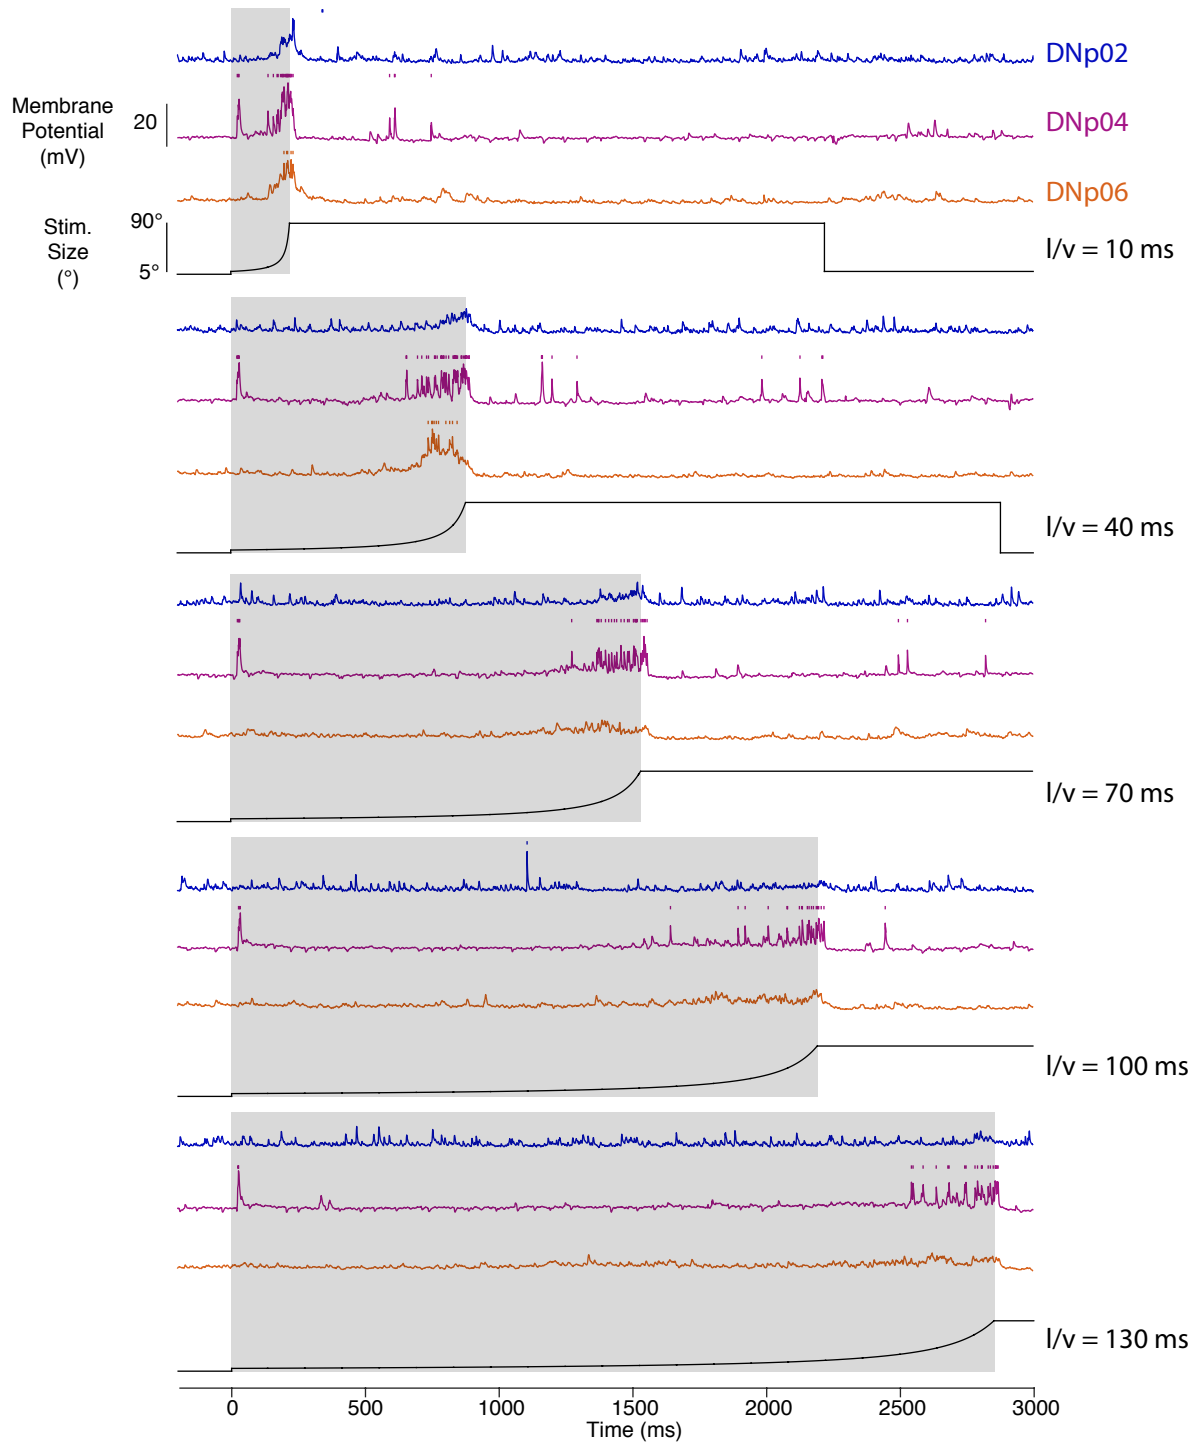 DNp02
Membrane
Potential
(mV)
20
DNp04
DNp06
Stim.
Size
(°)
90°
5°
l/v = 10 ms
l/v = 40 ms
l/v = 70 ms
l/v = 100 ms
l/v = 130 ms
0 500 1000 1500 2000 2500 3000
Time (ms)